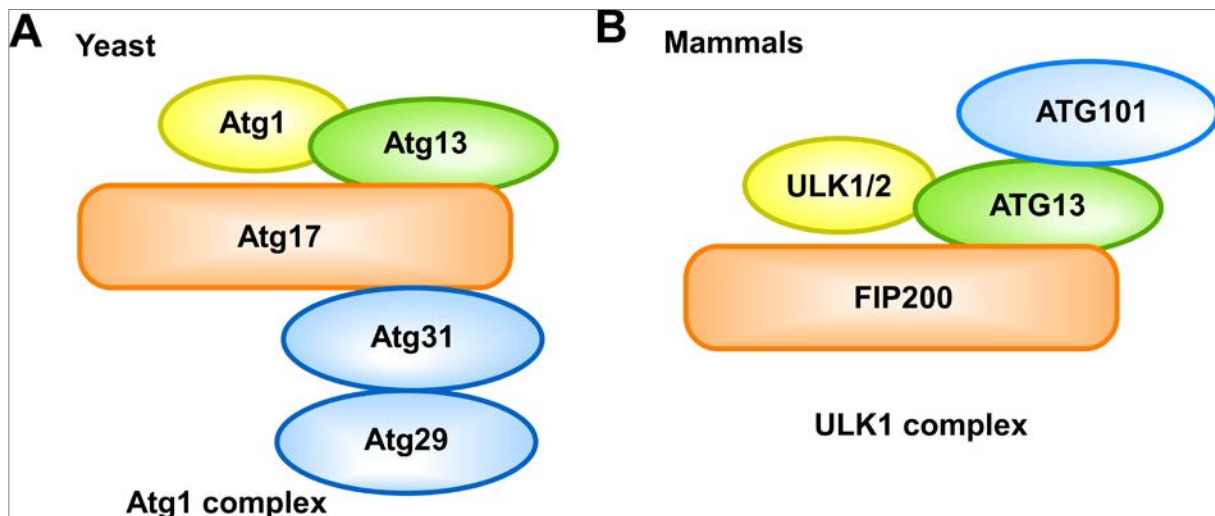 A
Yeast
Atg1
Atg13
Atg17
Atg31
Atg29
Atg1 complex
B
Mammals
ATG101
ULK1/2
ATG13
FIP200
ULK1 complex